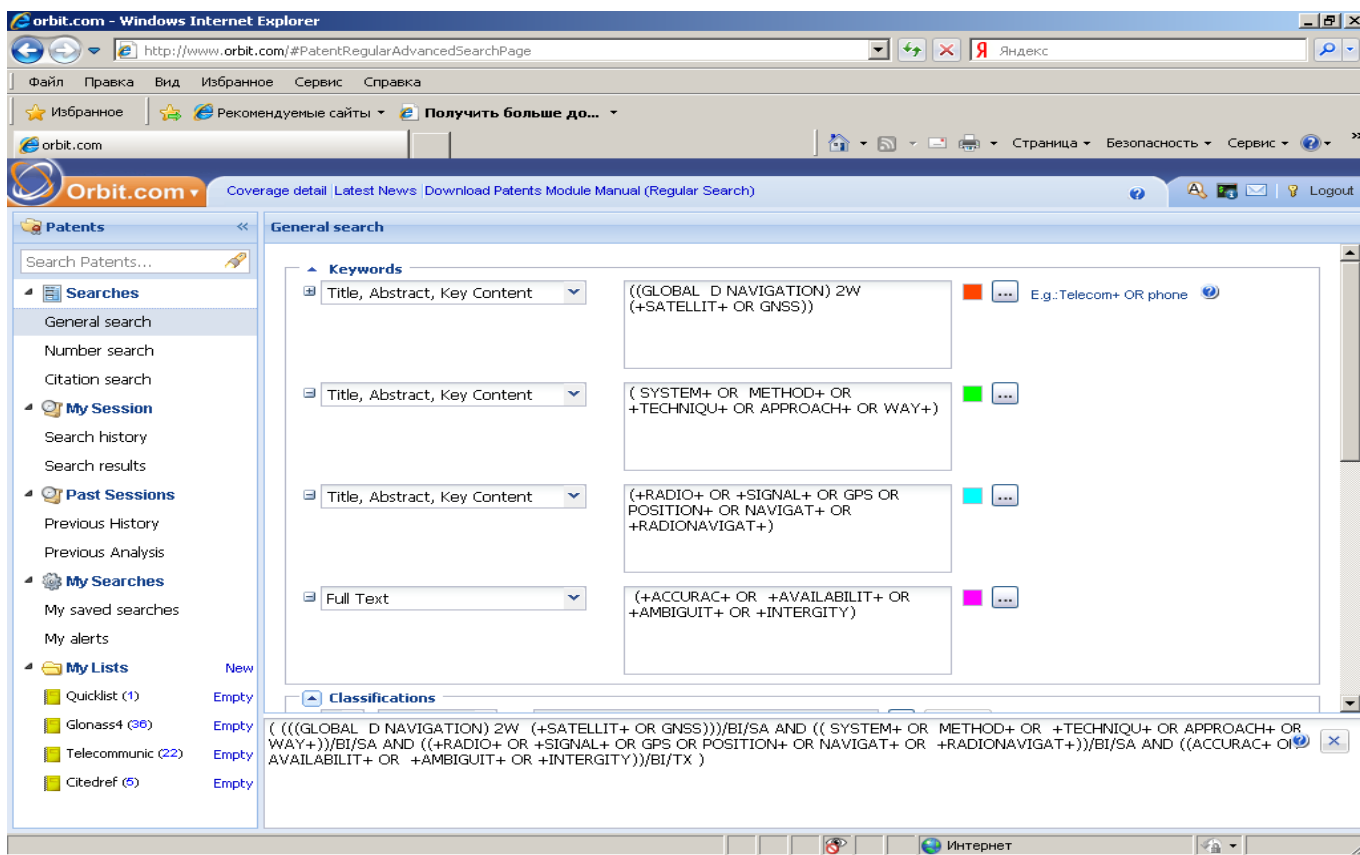 orbit.com - Windows Internet Explorer
http://www.orbit.com/#PatentRegularAdvancedSearchPage
Яндекс
Файл Правка Вид Избранное Сервис Справка
Избранное Рекомендуемые сайты Получить больше до...
orbit.com Страница Безопасность Сервис »
Orbit.com Coverage detail |Latest News |Download Patents Module Manual (Regular Search) Logout
Patents « General search
Search Patents...
Keywords
Searches
Title, Abstract, Key Content
((GLOBAL D NAVIGATION) 2W
(+SATELLIT+ OR GNSS))
... E.g.:Telecom+ OR phone
General search
Number search
Citation search
Title, Abstract, Key Content
( SYSTEM+ OR METHOD+ OR
+TECHNIQU+ OR APPROACH+ OR WAY+)
...
My Session
Search history
Search results
Past Sessions
Title, Abstract, Key Content
(+RADIO+ OR +SIGNAL+ OR GPS OR
POSITION+ OR NAVIGAT+ OR
+RADIONAVIGAT+)
...
Previous History
Previous Analysis
My Searches
Full Text
(+ACCURAC+ OR +AVAILABILIT+ OR
+AMBIGUIT+ OR +INTERGITY)
...
My saved searches
My alerts
My Lists New
Quicklist (1) Empty
Glonass4 (36) Empty
Telecommunic (22) Empty
Citedref (5) Empty
Classifications
( (((GLOBAL D NAVIGATION) 2W (+SATELLIT+ OR GNSS)))/BI/SA AND (( SYSTEM+ OR METHOD+ OR +TECHNIQU+ OR APPROACH+ OR
WAY+))/BI/SA AND ((+RADIO+ OR +SIGNAL+ OR GPS OR POSITION+ OR NAVIGAT+ OR +RADIONAVIGAT+))/BI/SA AND ((ACCURAC+
AVAILABILIT+ OR +AMBIGUIT+ OR +INTERGITY))/BI/TX )
Интернет